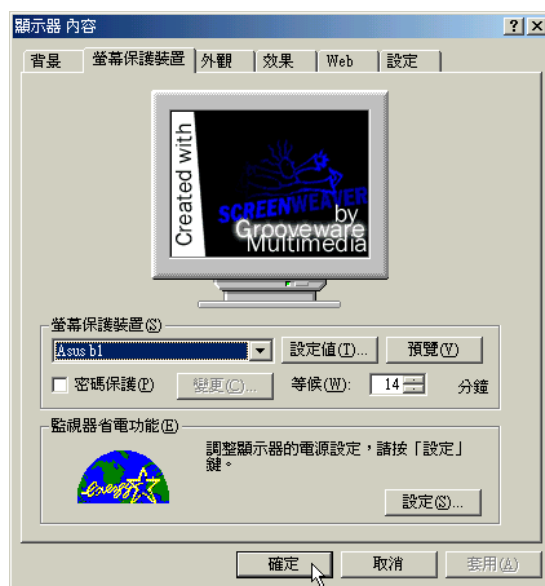 顯示器 內容
背景 螢幕保護裝置 外觀 效果 Web 設定
Created with
SCREENWEAVER
by
Grooveware
Multimedia
螢幕保護裝置(S)
Asus b1 設定值(T)... 預覽(V)
密碼保護(P) 變更(C)... 等候(W): 14 分鐘
監視器省電功能(E)
調整顯示器的電源設定，請按「設定」
鍵。
energy
設定(S)...
確定 取消 套用(A)